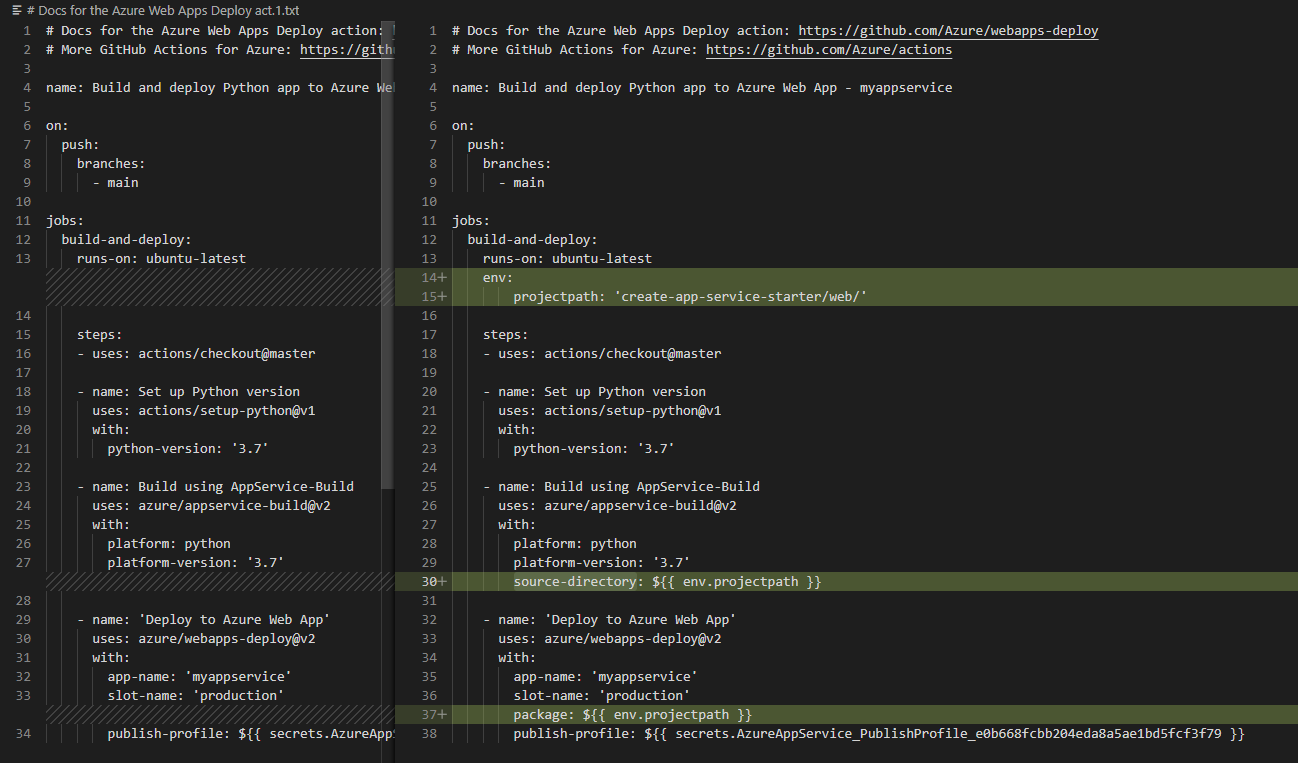 # Docs for the Azure Web Apps Deploy act.1.txt
1 # Docs for the Azure Web Apps Deploy action:
2 # More GitHub Actions for Azure: https://gith
3
4 name: Build and deploy Python app to Azure We
5
6 on:
7 push:
8 branches:
9 - main
10
11 jobs:
12 build-and-deploy:
13 runs-on: ubuntu-latest
14
15 steps:
16 - uses: actions/checkout@master
17
18 - name: Set up Python version
19 uses: actions/setup-python@v1
20 with:
21 python-version: '3.7'
22
23 - name: Build using AppService-Build
24 uses: azure/appservice-build@v2
25 with:
26 platform: python
27 platform-version: '3.7'
28
29 - name: 'Deploy to Azure Web App'
30 uses: azure/webapps-deploy@v2
31 with:
32 app-name: 'myappservice'
33 slot-name: 'production'
34 publish-profile: ${{ secrets.AzureApp
1 # Docs for the Azure Web Apps Deploy action: https://github.com/Azure/webapps-deploy
2 # More GitHub Actions for Azure: https://github.com/Azure/actions
3
4 name: Build and deploy Python app to Azure Web App - myappservice
5
6 on:
7 push:
8 branches:
9 - main
10
11 jobs:
12 build-and-deploy:
13 runs-on: ubuntu-latest
14+ env:
15+ projectpath: 'create-app-service-starter/web/'
16
17 steps:
18 - uses: actions/checkout@master
19
20 - name: Set up Python version
21 uses: actions/setup-python@v1
22 with:
23 python-version: '3.7'
24
25 - name: Build using AppService-Build
26 uses: azure/appservice-build@v2
27 with:
28 platform: python
29 platform-version: '3.7'
30+ source-directory: ${{ env.projectpath }}
31
32 - name: 'Deploy to Azure Web App'
33 uses: azure/webapps-deploy@v2
34 with:
35 app-name: 'myappservice'
36 slot-name: 'production'
37+ package: ${{ env.projectpath }}
38 publish-profile: ${{ secrets.AzureAppService_PublishProfile_e0b668fcbb204eda8a5ae1bd5fcf3f79 }}